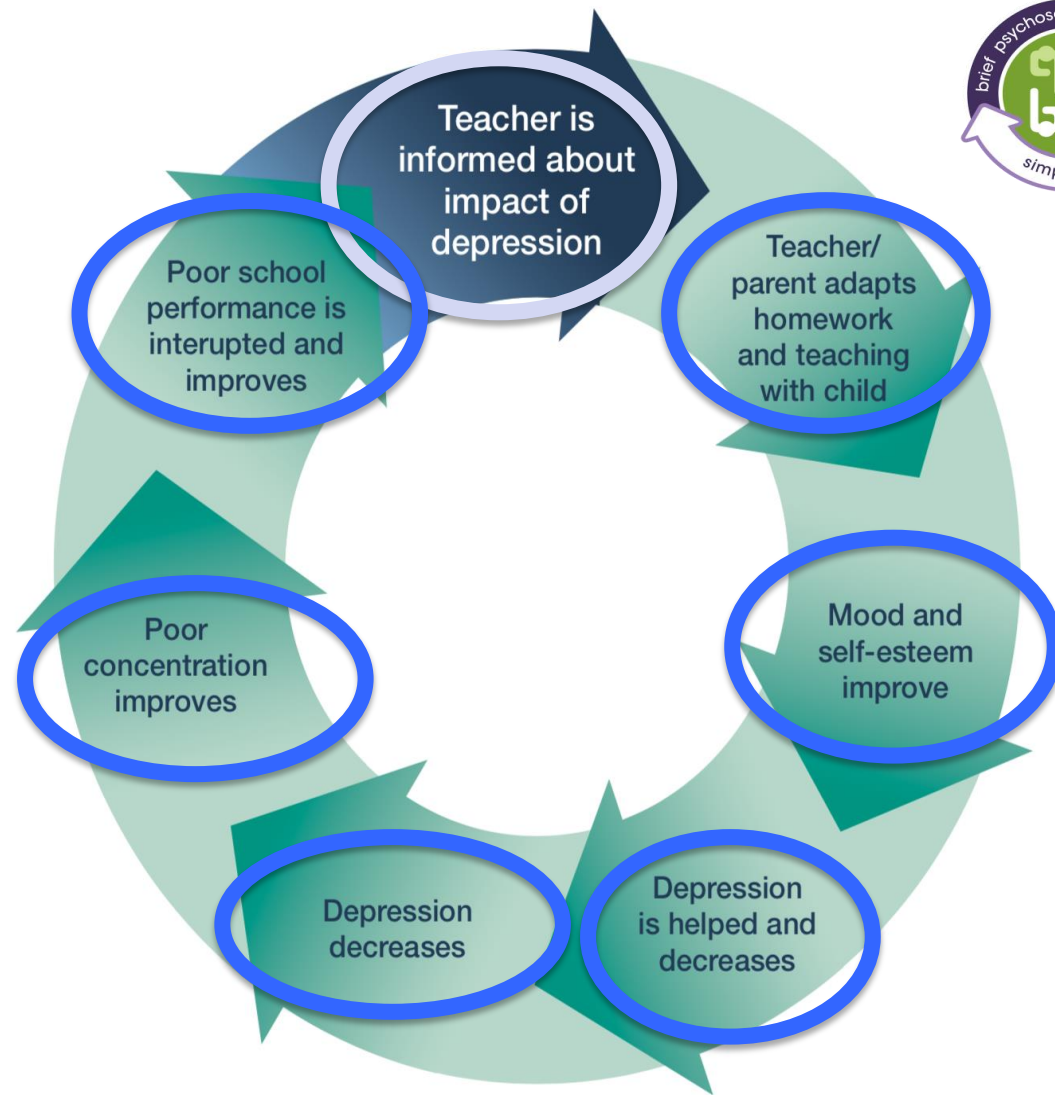 Teacher is
informed about
impact of
depression
Teacher/
parent adapts
homework
and teaching
with child
Mood and
self-esteem
improve
Depression
is helped and
decreases
Depression
decreases
Poor
concentration
improves
Poor school
performance is
interupted and
improves
brief